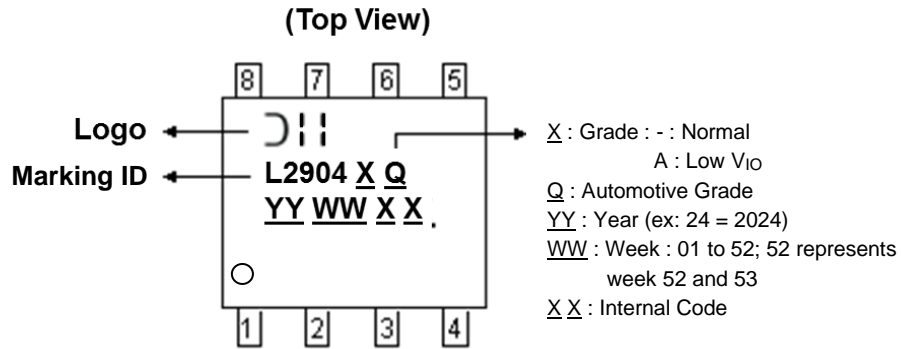 (Top View)
8 7 6 5
Logo
Marking ID
L2904 X Q
YY WW X X .
1 2 3 4
X : Grade : - : Normal
A : Low VIO
Q : Automotive Grade
YY : Year (ex: 24 = 2024)
WW : Week : 01 to 52; 52 represents
week 52 and 53
X X : Internal Code